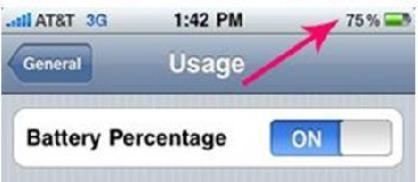 AT&T 3G 1:42 PM 75%
General Usage
Battery Percentage ON